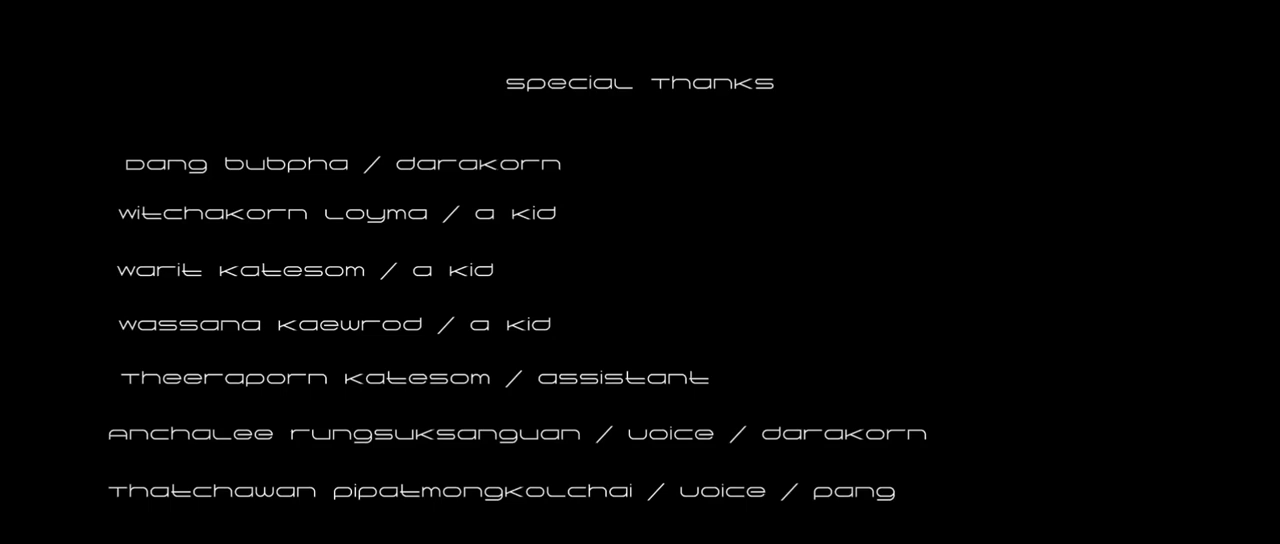 special Thanks
Dang bubpha / darakorn
witchakorn Loyma / a kid
warit katesom / a kid
wassana kaewrod / a kid
Theeraporn katesom / assistant
Anchalee rungsuksanguan / voice / darakorn
Thatchawan pipatmongkolchai / voice / pang